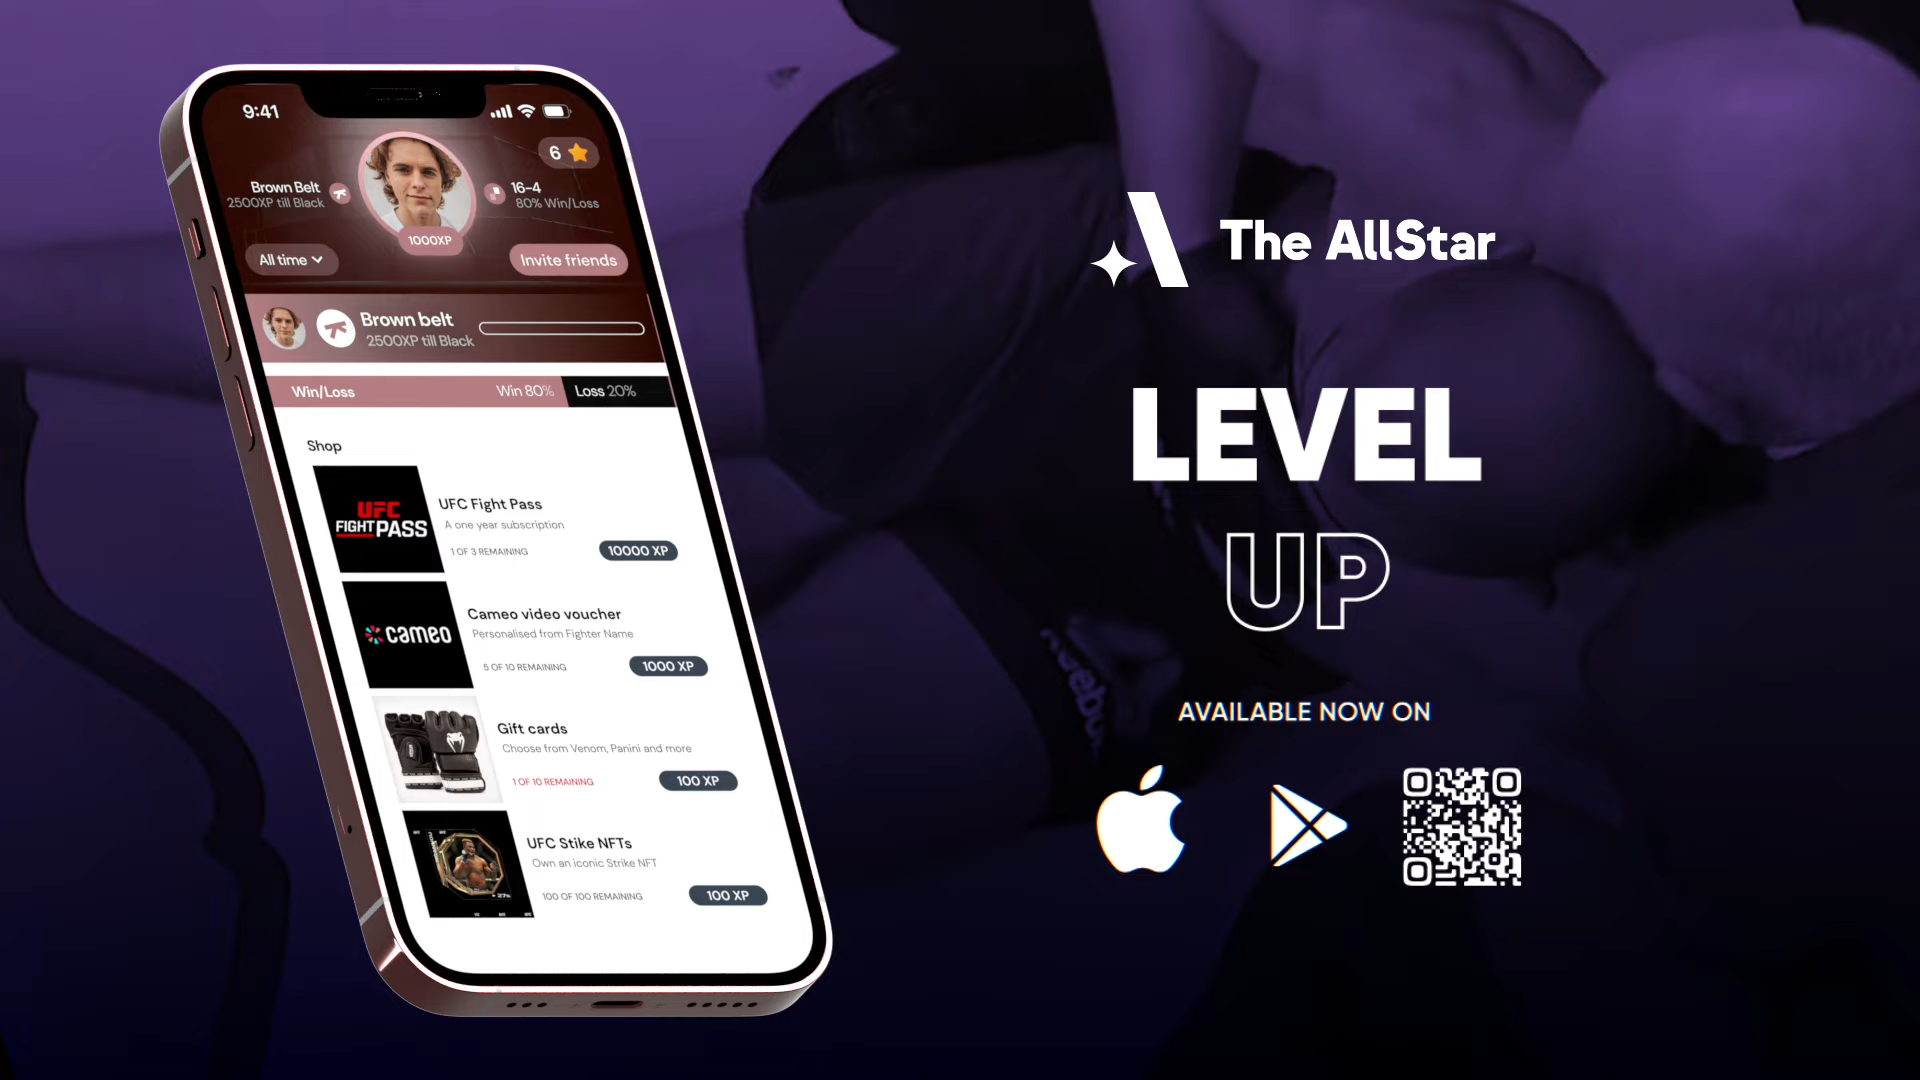 9:41
6
Brown Belt
2500XP till Black
16-4
80% Win/Loss
1000XP
All time
Invite friends
Brown belt
2500XP till Black
Win/Loss
Win 80%
Loss 20%
Shop
UFC
FIGHT PASS
UFC Fight Pass
A one year subscription
1 OF 3 REMAINING
10000 XP
cameo
Cameo video voucher
Personalised from Fighter Name
5 OF 10 REMAINING
1000 XP
Gift cards
Choose from Venom, Panini and more
1 OF 10 REMAINING
100 XP
UFC Stike NFTs
Own an iconic Strike NFT
100 OF 100 REMAINING
100 XP
The AllStar
LEVEL
UP
AVAILABLE NOW ON
Reebok